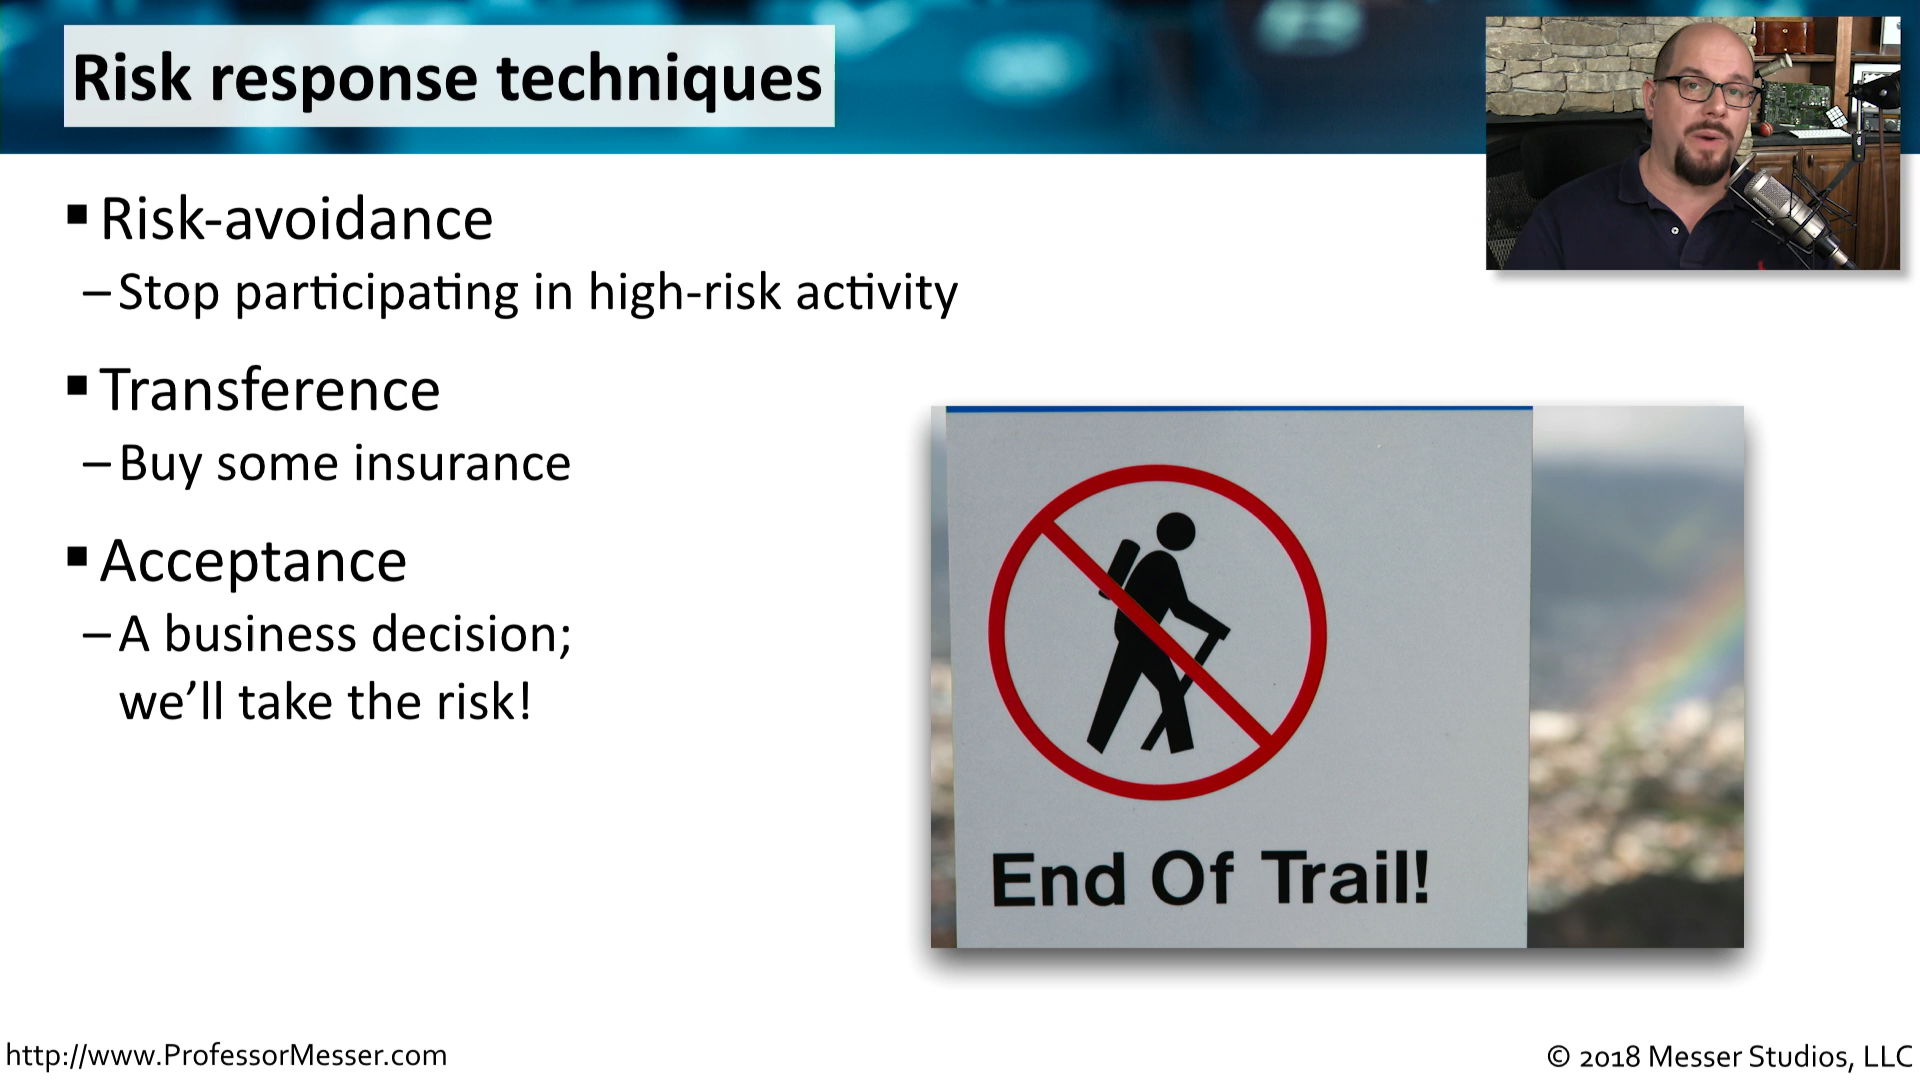 Risk response techniques
▪ Risk-avoidance
– Stop participating in high-risk activity
▪ Transference
– Buy some insurance
▪ Acceptance
– A business decision;
we’ll take the risk!
End Of Trail!
http://www.ProfessorMesser.com
© 2018 Messer Studios, LLC